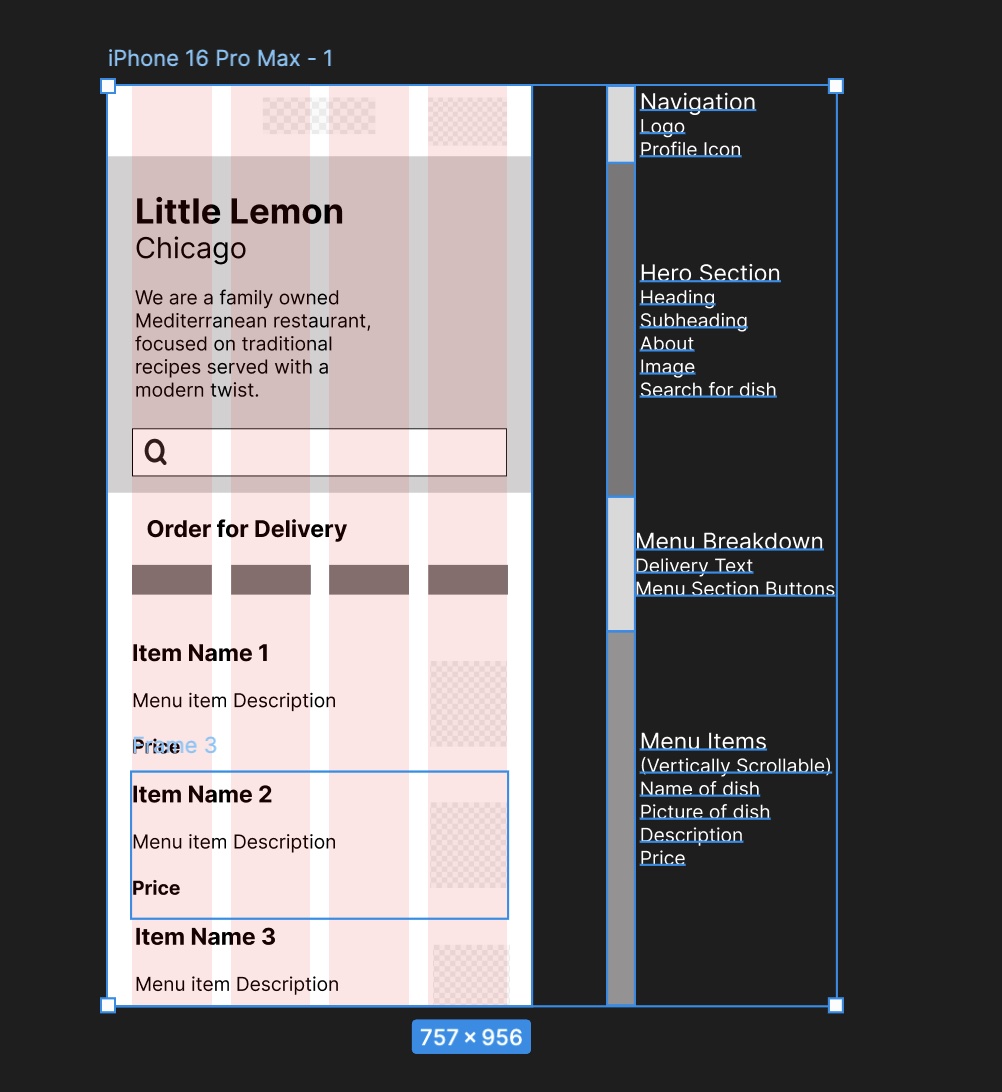 iPhone 16 Pro Max - 1
Little Lemon
Chicago
We are a family owned
Mediterranean restaurant,
focused on traditional
recipes served with a
modern twist.
Order for Delivery
Item Name 1
Menu item Description
Price
Frame 3
Item Name 2
Menu item Description
Price
Item Name 3
Menu item Description
Navigation
Logo
Profile Icon
Hero Section
Heading
Subheading
About
Image
Search for dish
Menu Breakdown
Delivery Text
Menu Section Buttons
Menu Items
(Vertically Scrollable)
Name of dish
Picture of dish
Description
Price
757 × 956